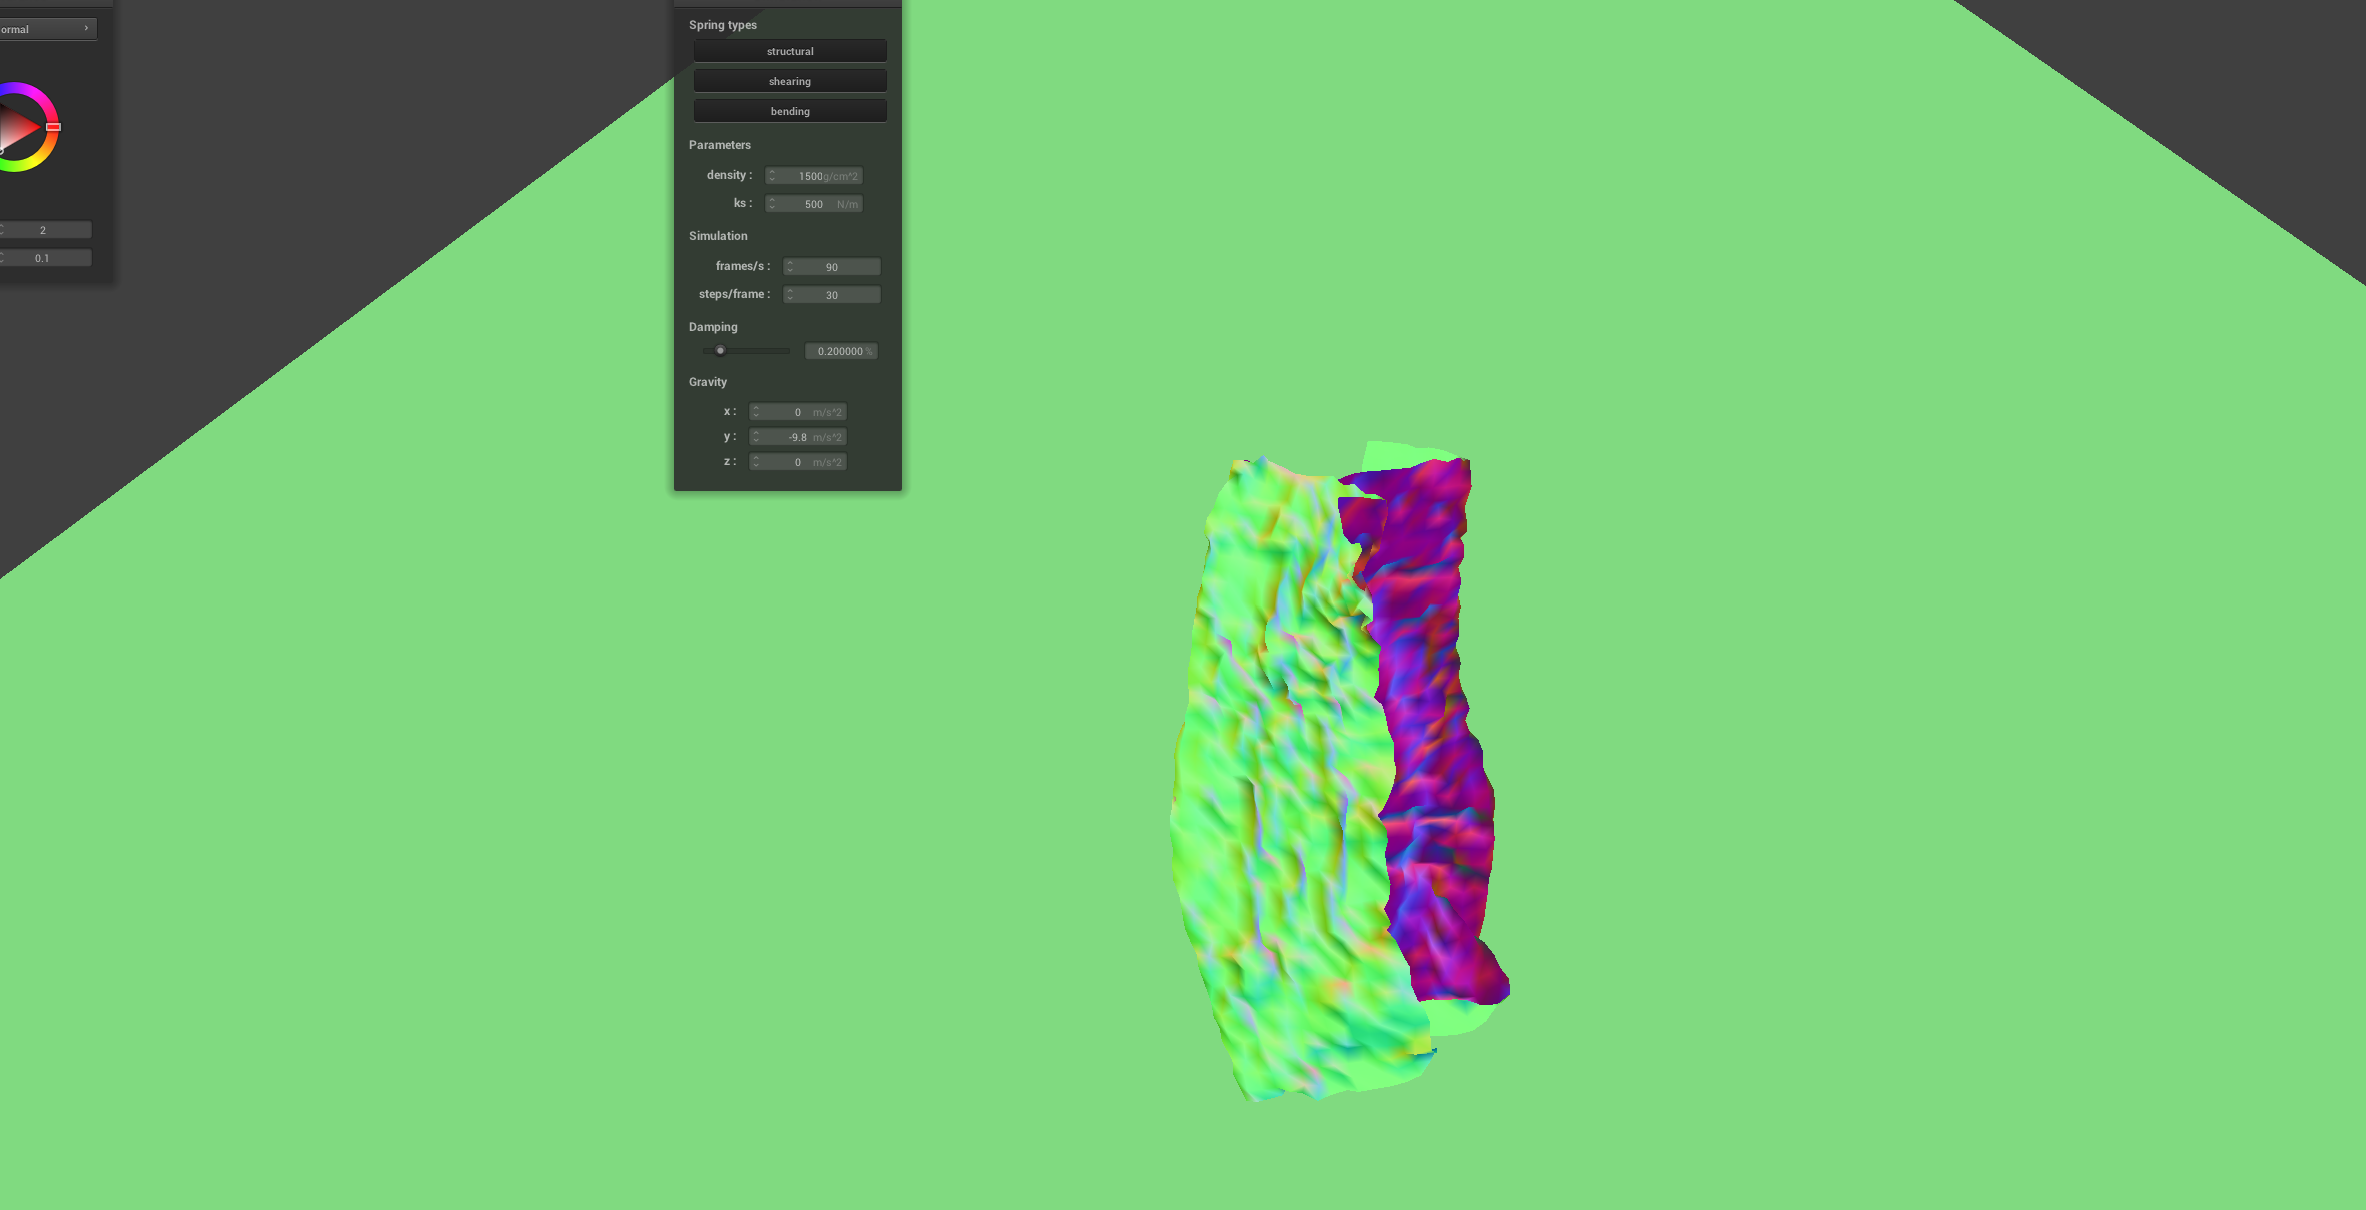 ormal
2
0.1
Spring types
structural
shearing
bending
Parameters
density : 1500 g/cm^2
ks : 500 N/m
Simulation
frames/s : 90
steps/frame : 30
Damping
0.200000 %
Gravity
x : 0 m/s^2
y : -9.8 m/s^2
z : 0 m/s^2